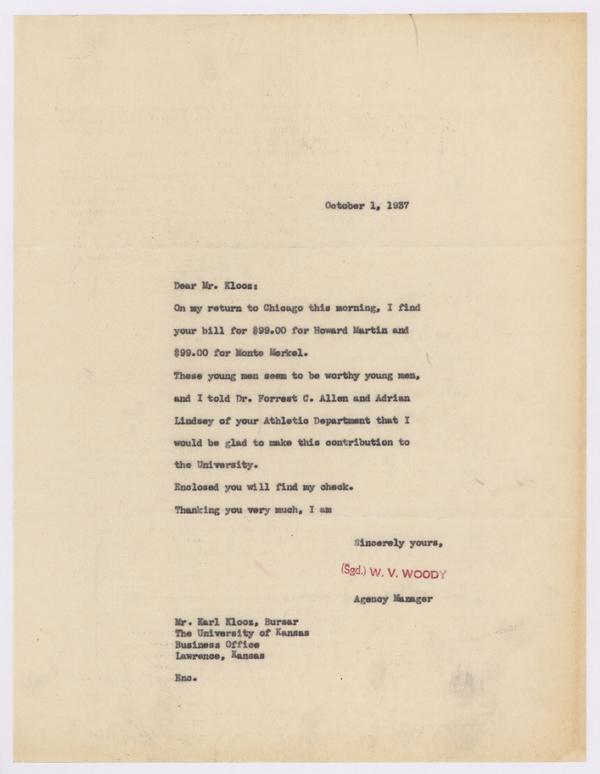 October 1, 1937
Dear Mr. Klooz:
On my return to Chicago this morning, I find
your bill for $99.00 for Howard Martin and
$99.00 for Monte Merkel.
These young men seem to be worthy young men,
and I told Dr. Forrest C. Allen and Adrian
Lindsey of your Athletic Department that I
would be glad to make this contribution to
the University.
Enclosed you will find my check.
Thanking you very much, I am
Sincerely yours,
(Sgd.) W. V. WOODY
Agency Manager
Mr. Karl Klooz, Bursar
The University of Kansas
Business Office
Lawrence, Kansas
Enc.